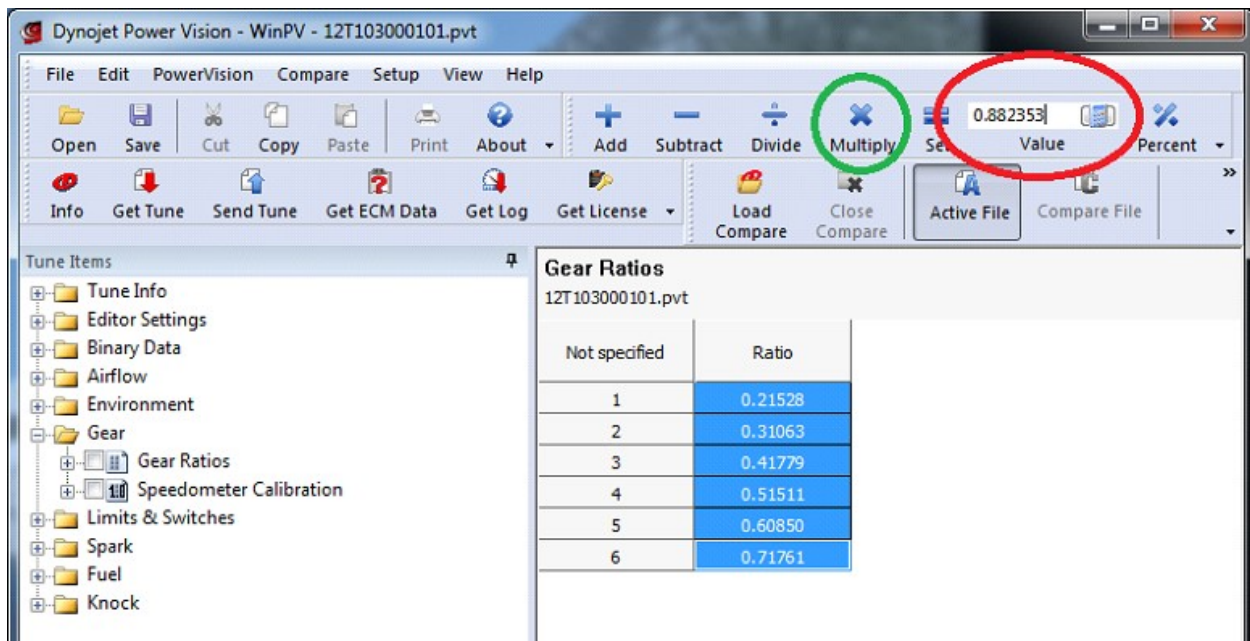 Dynojet Power Vision - WinPV - 12T103000101.pvt
File Edit PowerVision Compare Setup View Help
0.882353
Open Save Cut Copy Paste Print About Add Subtract Divide Multiply Value Percent
Info Get Tune Send Tune Get ECM Data Get Log Get License Load Compare Close Compare Active File Compare File
Tune Items
Tune Info
Editor Settings
Binary Data
Airflow
Environment
Gear
Gear Ratios
Speedometer Calibration
Limits & Switches
Spark
Fuel
Knock
Gear Ratios
12T103000101.pvt
Not specified Ratio
1 0.21528
2 0.31063
3 0.41779
4 0.51511
5 0.60850
6 0.71761